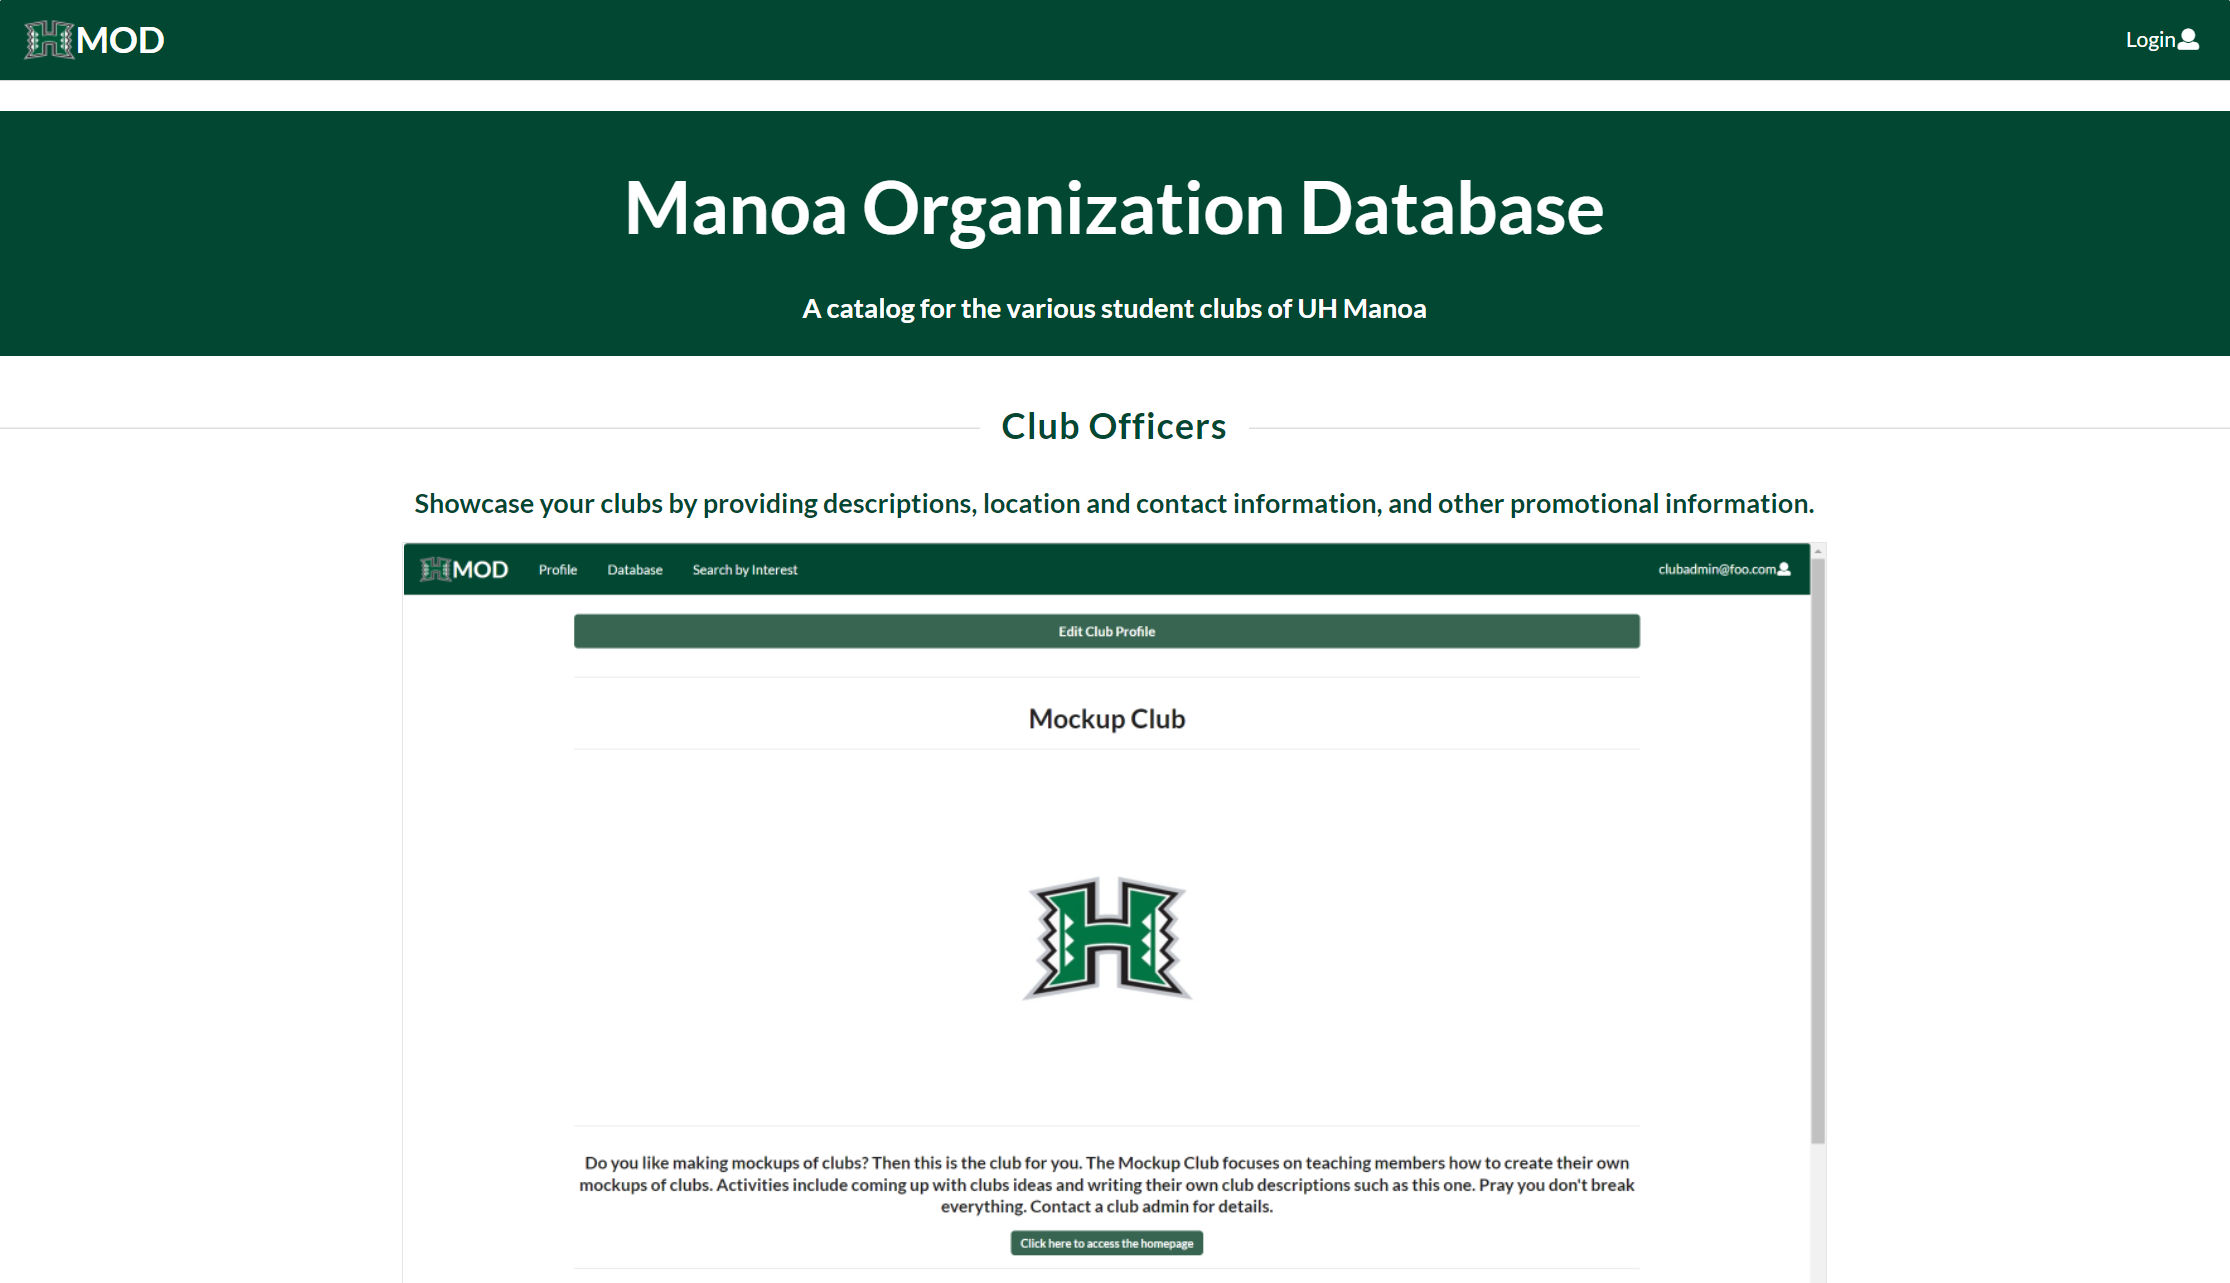 MOD
Login
Manoa Organization Database
A catalog for the various student clubs of UH Manoa
Club Officers
Showcase your clubs by providing descriptions, location and contact information, and other promotional information.
MOD Profile Database Search by Interest clubadmin@foo.com
Edit Club Profile
Mockup Club
H
Do you like making mockups of clubs? Then this is the club for you. The Mockup Club focuses on teaching members how to create their own
mockups of clubs. Activities include coming up with clubs ideas and writing their own club descriptions such as this one. Pray you don't break
everything. Contact a club admin for details.
Click here to access the homepage